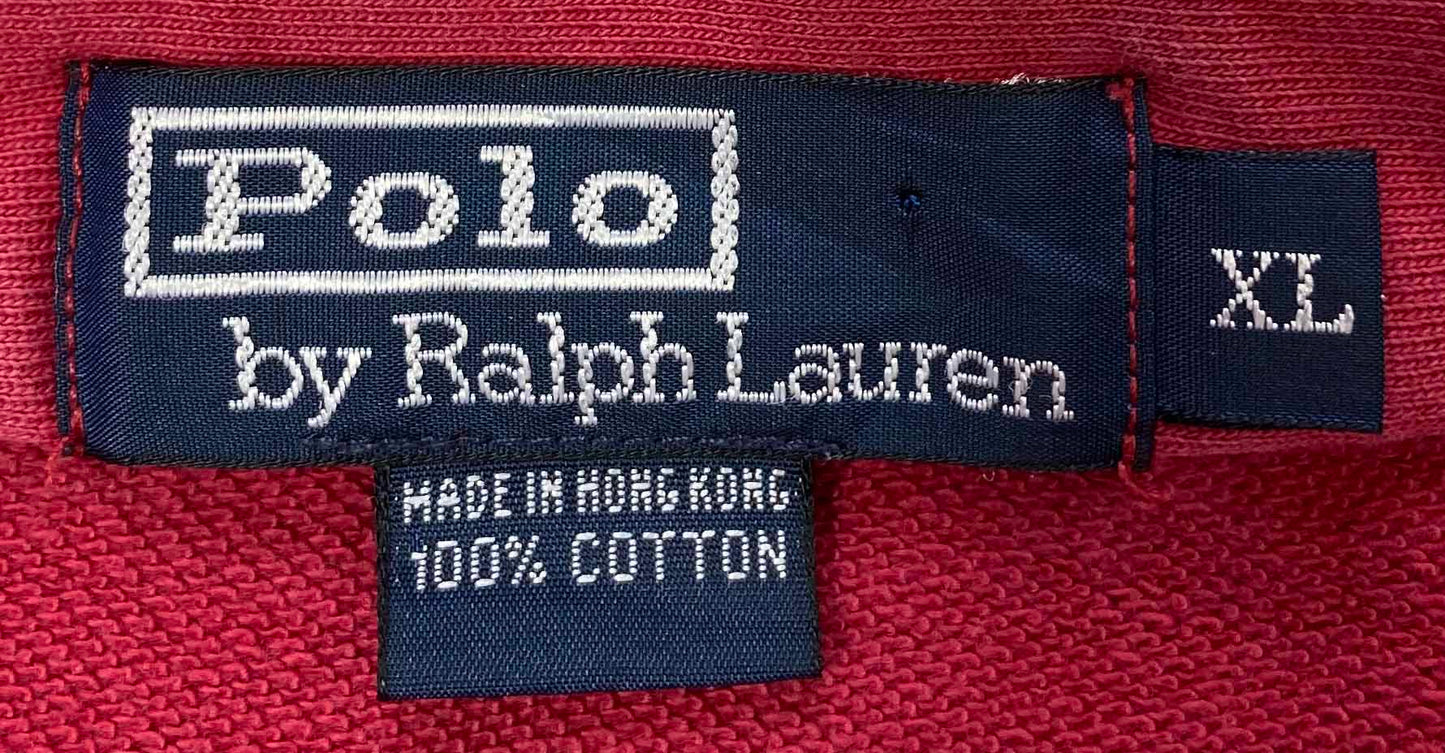 Polo
by Ralph Lauren
XL
MADE IN HONG KONG
100% COTTON